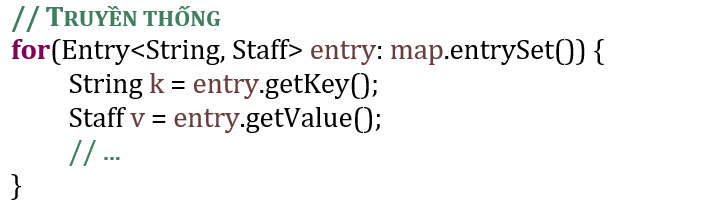 // TRUYỀN THỐNG
for(Entry<String, Staff> entry: map.entrySet()) {
String k = entry.getKey();
Staff v = entry.getValue();
// ...
}